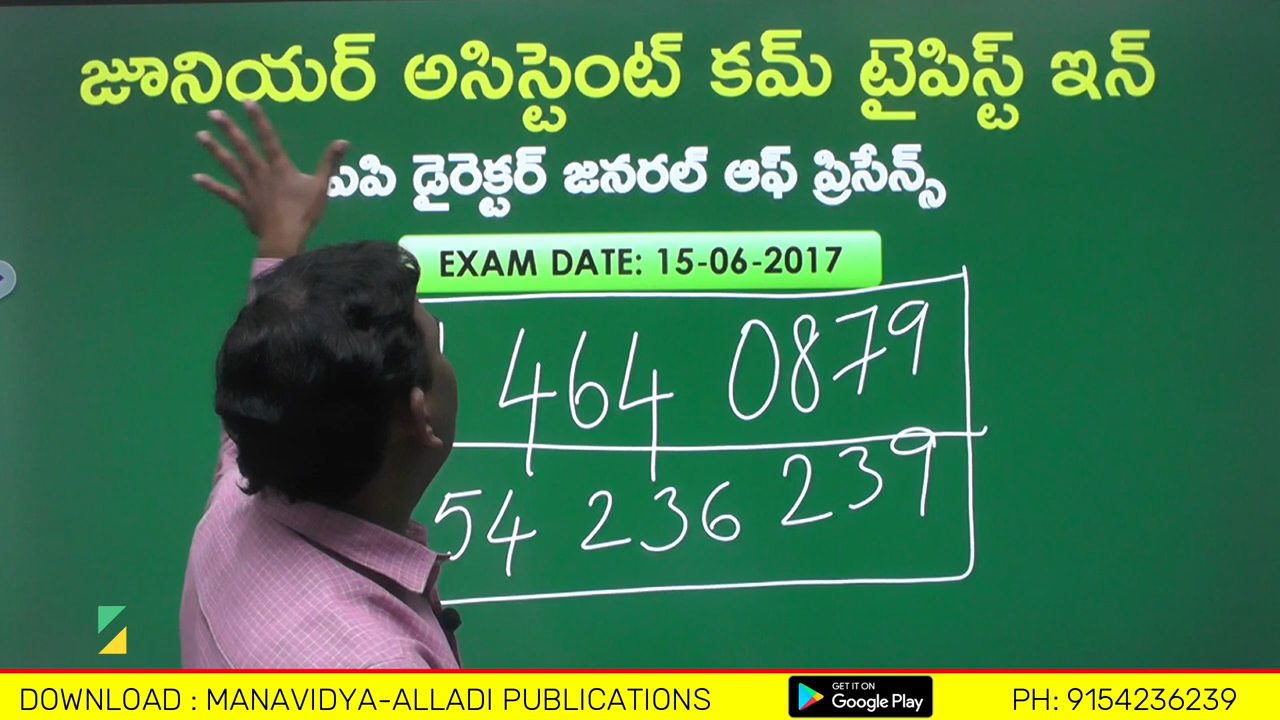 జూనియర్ అసిస్టెంట్ కమ్ టైపిస్ట్ ఇన్
డైరెక్టర్ జనరల్ ఆఫ్ ప్రిసేన్స్
EXAM DATE: 15-06-2017
464 0879
54 236 239
DOWNLOAD : MANAVIDYA-ALLADI PUBLICATIONS
GET IT ON
Google Play
PH: 9154236239